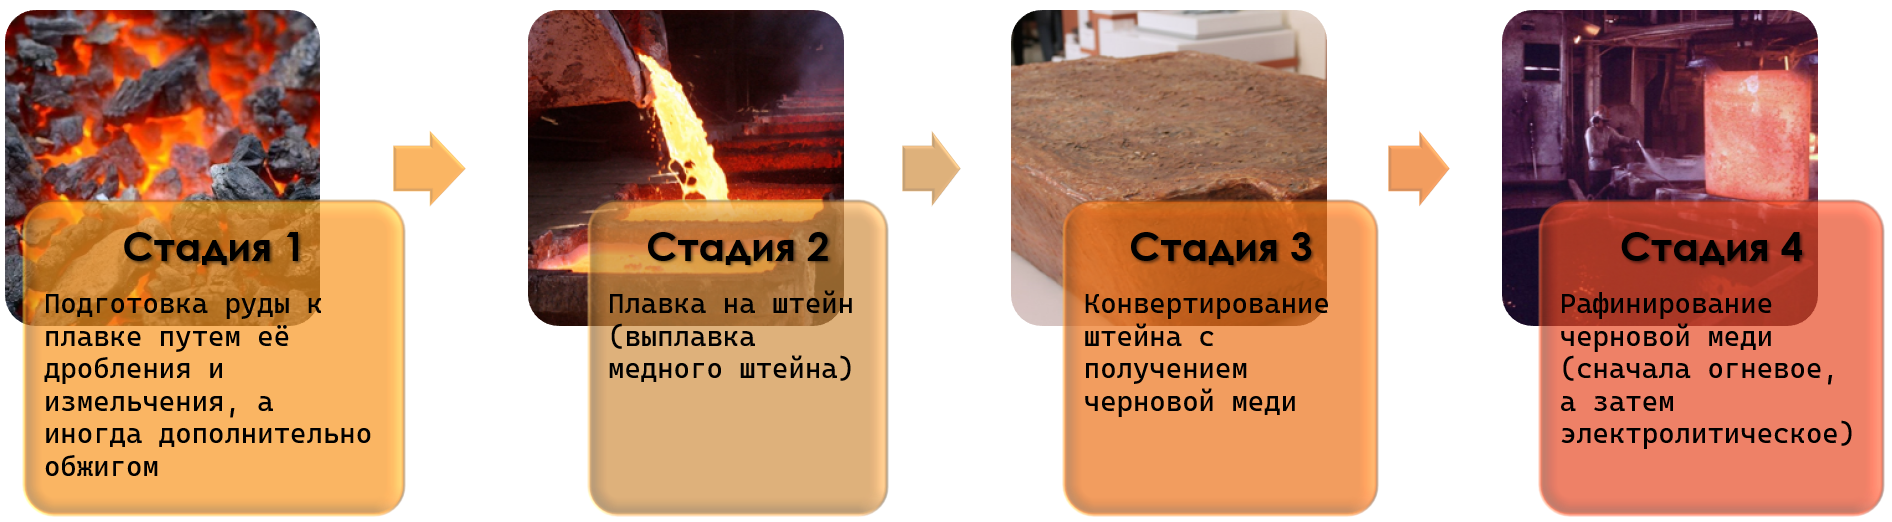 Стадия 1
Подготовка руды к
плавке путем её
дробления и
измельчения, а
иногда дополнительно
обжигом
Стадия 2
Плавка на штейн
(выплавка
медного штейна)
Стадия 3
Конвертирование
штейна с
получением
черновой меди
Стадия 4
Рафинирование
черновой меди
(сначала огневое,
а затем
электролитическое)